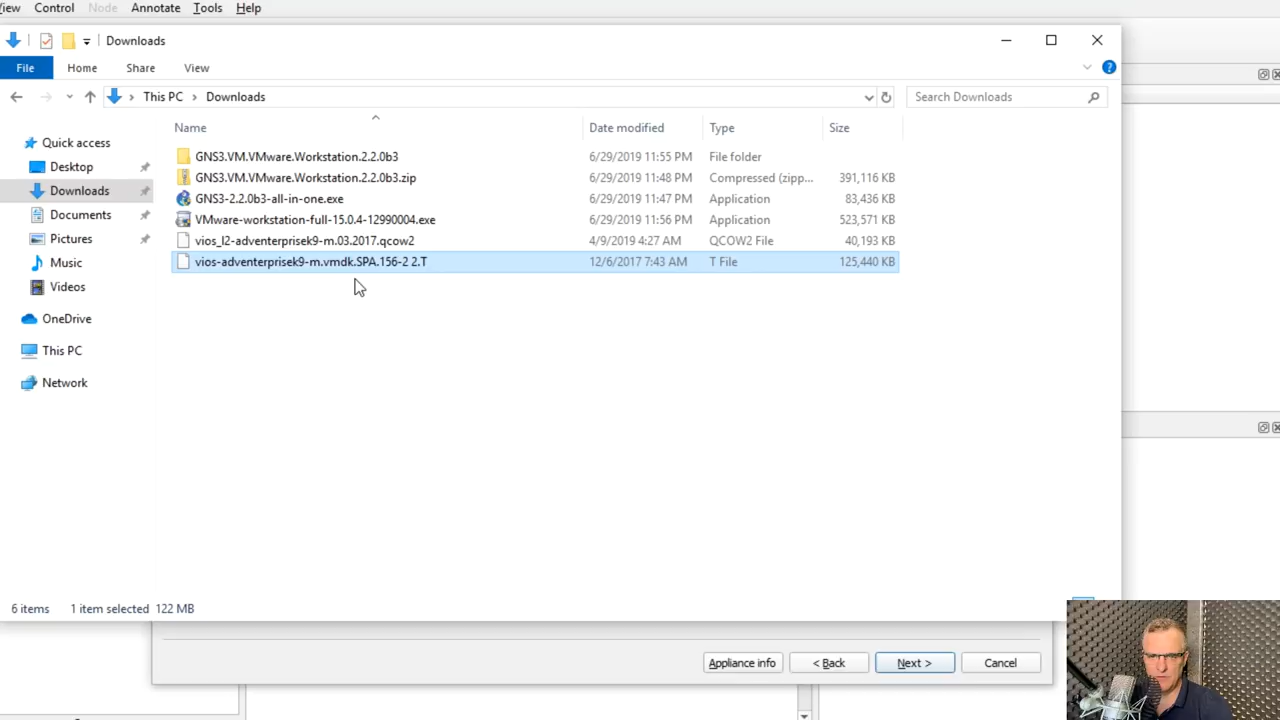 iew Control Node Annotate Tools Help
Downloads
File Home Share View
This PC Downloads Search Downloads
Name Date modified Type Size
Quick access
Desktop
Downloads
Documents
Pictures
Music
Videos
OneDrive
This PC
Network
GNS3.VM.VMware.Workstation.2.2.0b3 6/29/2019 11:55 PM File folder
GNS3.VM.VMware.Workstation.2.2.0b3.zip 6/29/2019 11:48 PM Compressed (zipp... 391,116 KB
GNS3-2.2.0b3-all-in-one.exe 6/29/2019 11:47 PM Application 83,436 KB
VMware-workstation-full-15.0.4-12990004.exe 6/29/2019 11:56 PM Application 523,571 KB
vios_l2-adventerprisek9-m.03.2017.qcow2 4/9/2019 4:27 AM QCOW2 File 40,193 KB
vios-adventerprisek9-m.vmdk.SPA.156-2 2.T 12/6/2017 7:43 AM T File 125,440 KB
6 items 1 item selected 122 MB
Appliance info < Back Next > Cancel